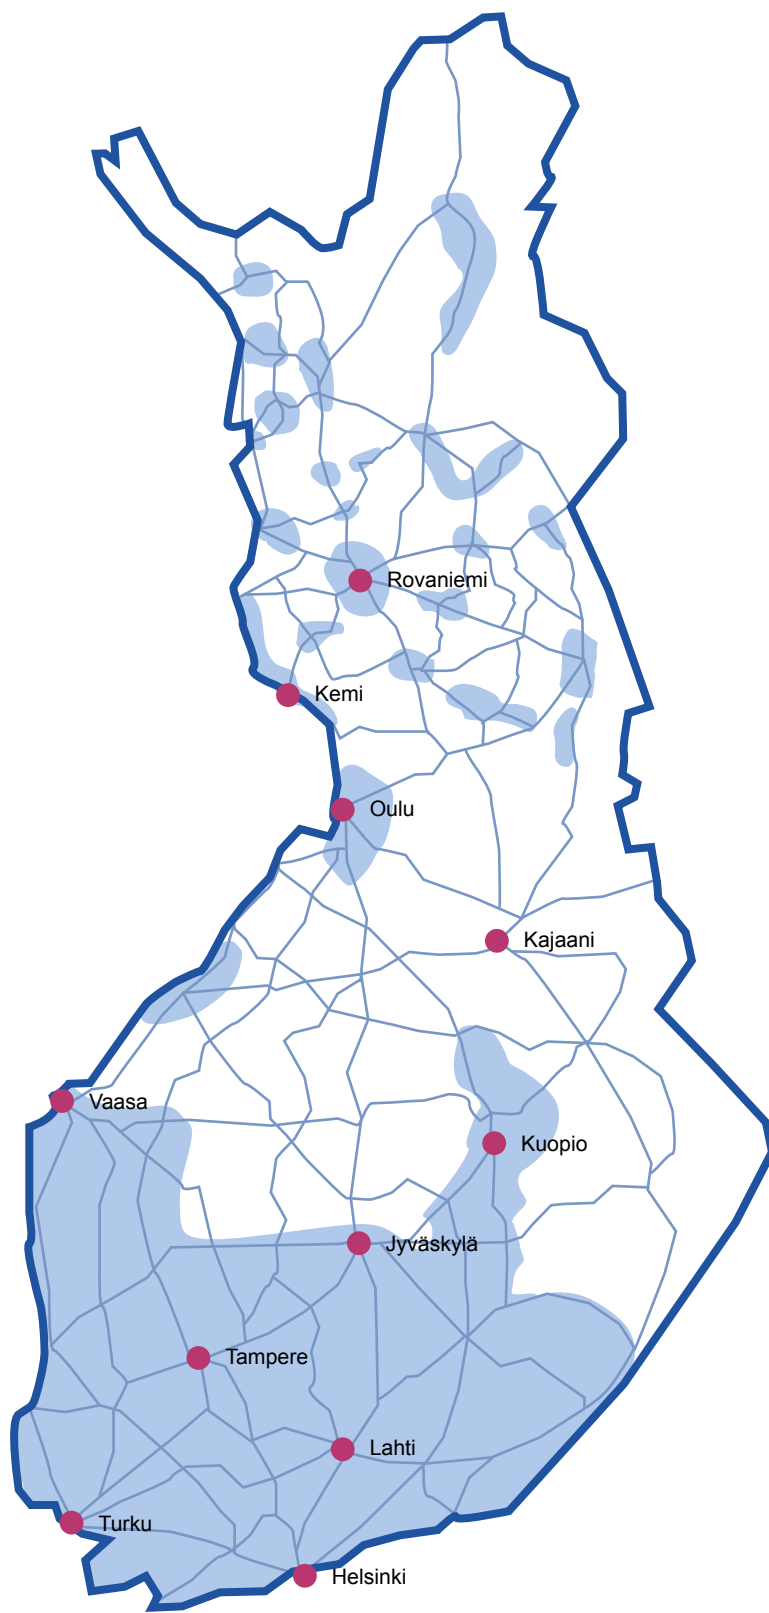 Rovaniemi
Kemi
Oulu
Kajaani
Vaasa
Kuopio
Jyväskylä
Tampere
Lahti
Turku
Helsinki